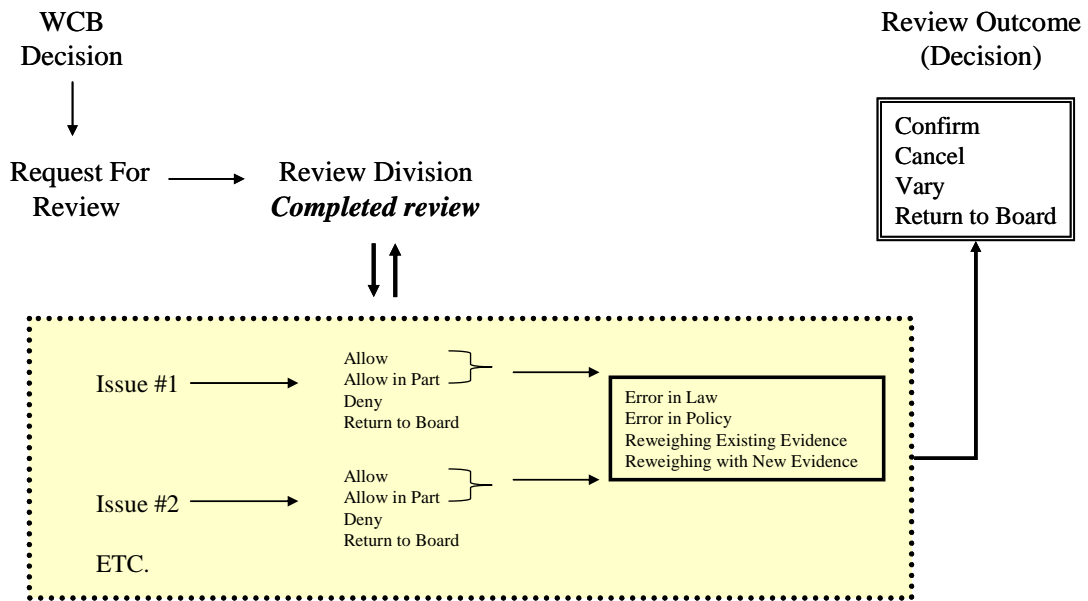 WCB
Decision
Request For
Review
Review Division
Completed review
Review Outcome
(Decision)
Confirm
Cancel
Vary
Return to Board
Issue #1
Allow
Allow in Part
Deny
Return to Board
Error in Law
Error in Policy
Reweighing Existing Evidence
Reweighing with New Evidence
Issue #2
Allow
Allow in Part
Deny
Return to Board
ETC.